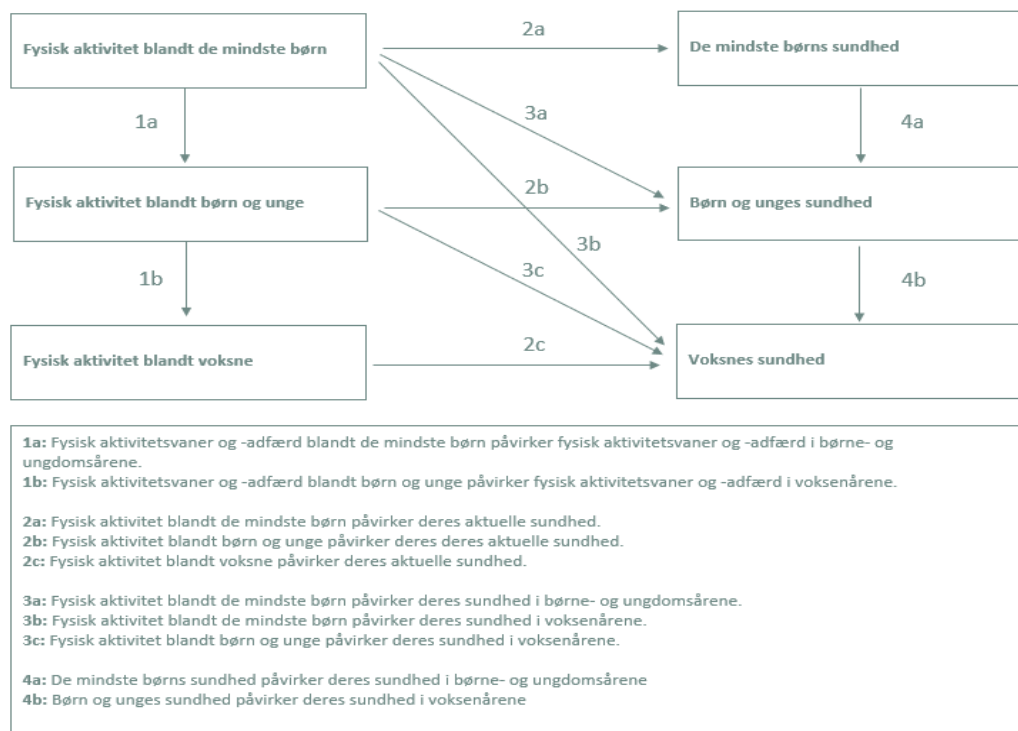 Fysisk aktivitet blandt de mindste børn
2a
De mindste børns sundhed
1a
3a
4a
Fysisk aktivitet blandt børn og unge
2b
Børn og unges sundhed
3b
1b
3c
4b
Fysisk aktivitet blandt voksne
2c
Voksnes sundhed
1a: Fysisk aktivitetsvaner og -adfærd blandt de mindste børn påvirker fysisk aktivitetsvaner og -adfærd i børne- og
ungdomsårene.
1b: Fysisk aktivitetsvaner og -adfærd blandt børn og unge påvirker fysisk aktivitetsvaner og -adfærd i voksenårene.
2a: Fysisk aktivitet blandt de mindste børn påvirker deres aktuelle sundhed.
2b: Fysisk aktivitet blandt børn og unge påvirker deres deres aktuelle sundhed.
2c: Fysisk aktivitet blandt voksne påvirker deres aktuelle sundhed.
3a: Fysisk aktivitet blandt de mindste børn påvirker deres sundhed i børne- og ungdomsårene.
3b: Fysisk aktivitet blandt de mindste børn påvirker deres sundhed i voksenårene.
3c: Fysisk aktivitet blandt børn og unge påvirker deres sundhed i voksenårene.
4a: De mindste børns sundhed påvirker deres sundhed i børne- og ungdomsårene
4b: Børn og unges sundhed påvirker deres sundhed i voksenårene